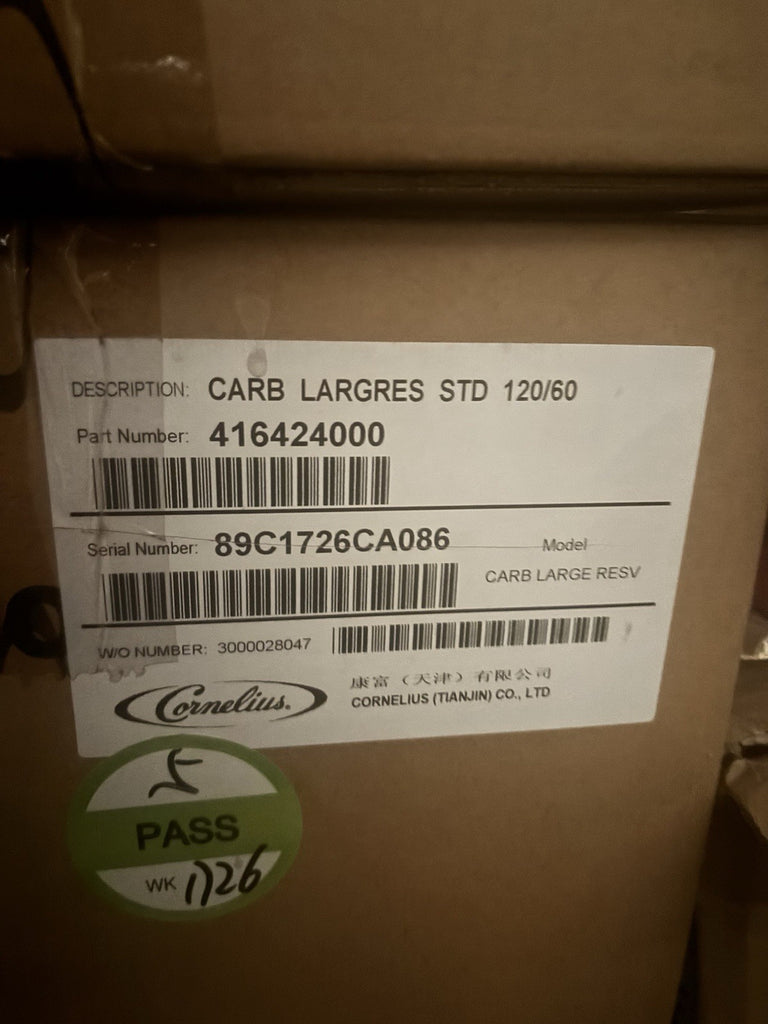 DESCRIPTION: CARB LARGRES STD 120/60
Part Number: 416424000
Serial Number: 89C1726CA086
Model
CARB LARGE RESV
W/O NUMBER: 3000028047
Cornelius.
康富（天津）有限公司
CORNELIUS (TIANJIN) CO., LTD
PASS
WK 1726